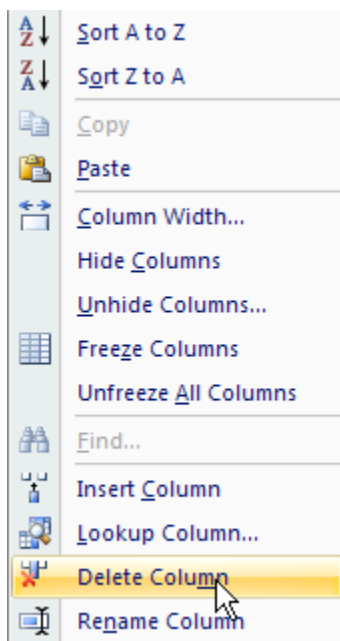 Sort A to Z
Sort Z to A
Copy
Paste
Column Width...
Hide Columns
Unhide Columns...
Freeze Columns
Unfreeze All Columns
Find...
Insert Column
Lookup Column...
Delete Column
Rename Column